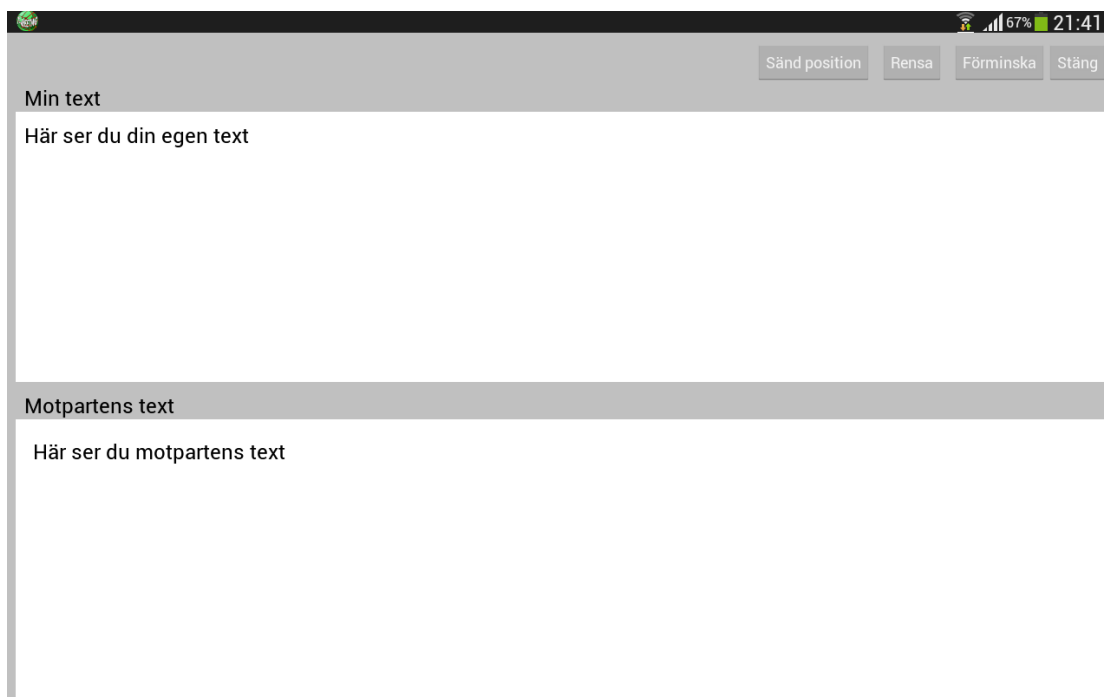 67% 21:41
Sänd position Rensa Förminska Stäng
Min text
Här ser du din egen text
Motpartens text
Här ser du motpartens text